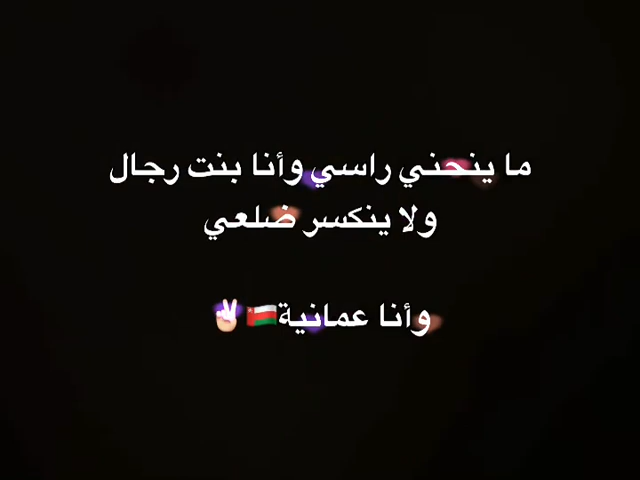 ما ينحني راسي وأنا بنت رجال
ولا ينكسر ضلعي
وأنا عمانية🇴🇲✌🏻